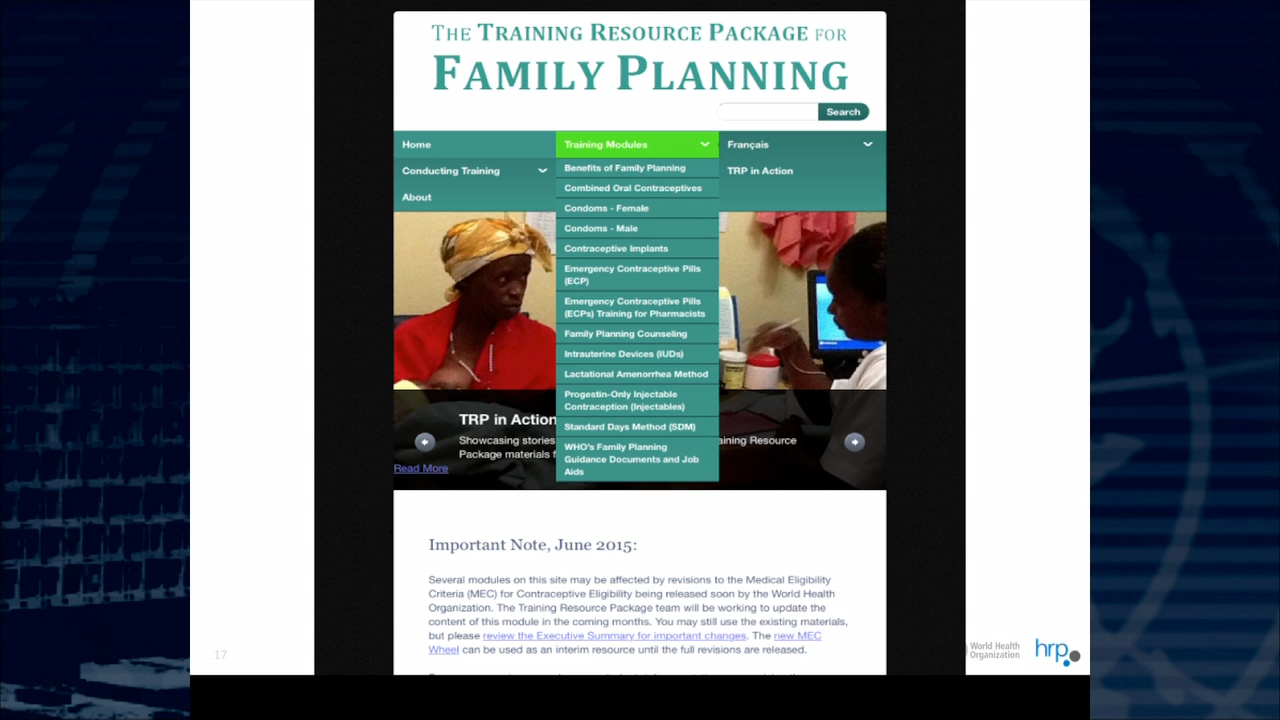 THE TRAINING RESOURCE PACKAGE FOR
FAMILY PLANNING
Search
Home
Training Modules
Français
Conducting Training
TRP in Action
About
Benefits of Family Planning
Combined Oral Contraceptives
Condoms - Female
Condoms - Male
Contraceptive Implants
Emergency Contraceptive Pills
(ECP)
Emergency Contraceptive Pills
(ECPs) Training for Pharmacists
Family Planning Counseling
Intrauterine Devices (IUDs)
Lactational Amenorrhea Method
Progestin-Only Injectable
Contraception (Injectables)
Standard Days Method (SDM)
WHO's Family Planning
Guidance Documents and Job
Aids
TRP in Action
Showcasing stories aining Resource
Package materials f
Read More
Important Note, June 2015:
Several modules on this site may be affected by revisions to the Medical Eligibility
Criteria (MEC) for Contraceptive Eligibility being released soon by the World Health
Organization. The Training Resource Package team will be working to update the
content of this module in the coming months. You may still use the existing materials,
but please review the Executive Summary for important changes. The new MEC
Wheel can be used as an interim resource until the full revisions are released.
17
World Health
Organization
hrp